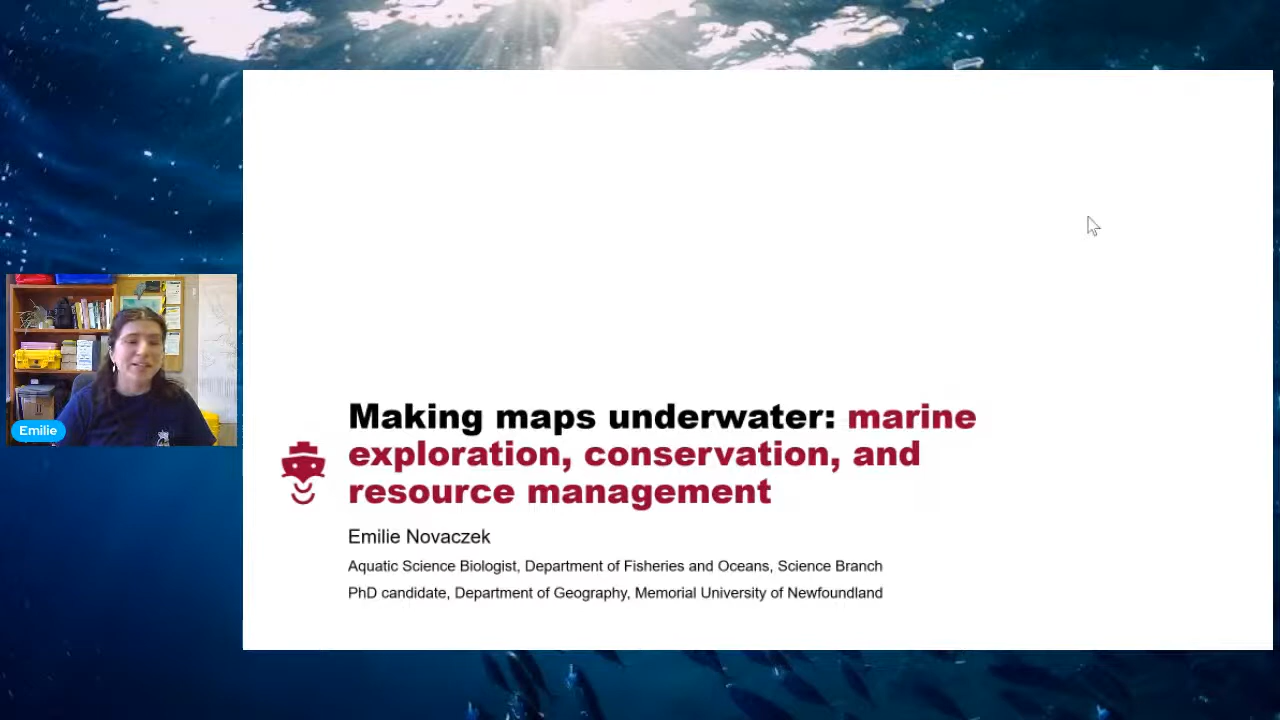 Emilie
Making maps underwater: marine
exploration, conservation, and
resource management
Emilie Novaczek
Aquatic Science Biologist, Department of Fisheries and Oceans, Science Branch
PhD candidate, Department of Geography, Memorial University of Newfoundland